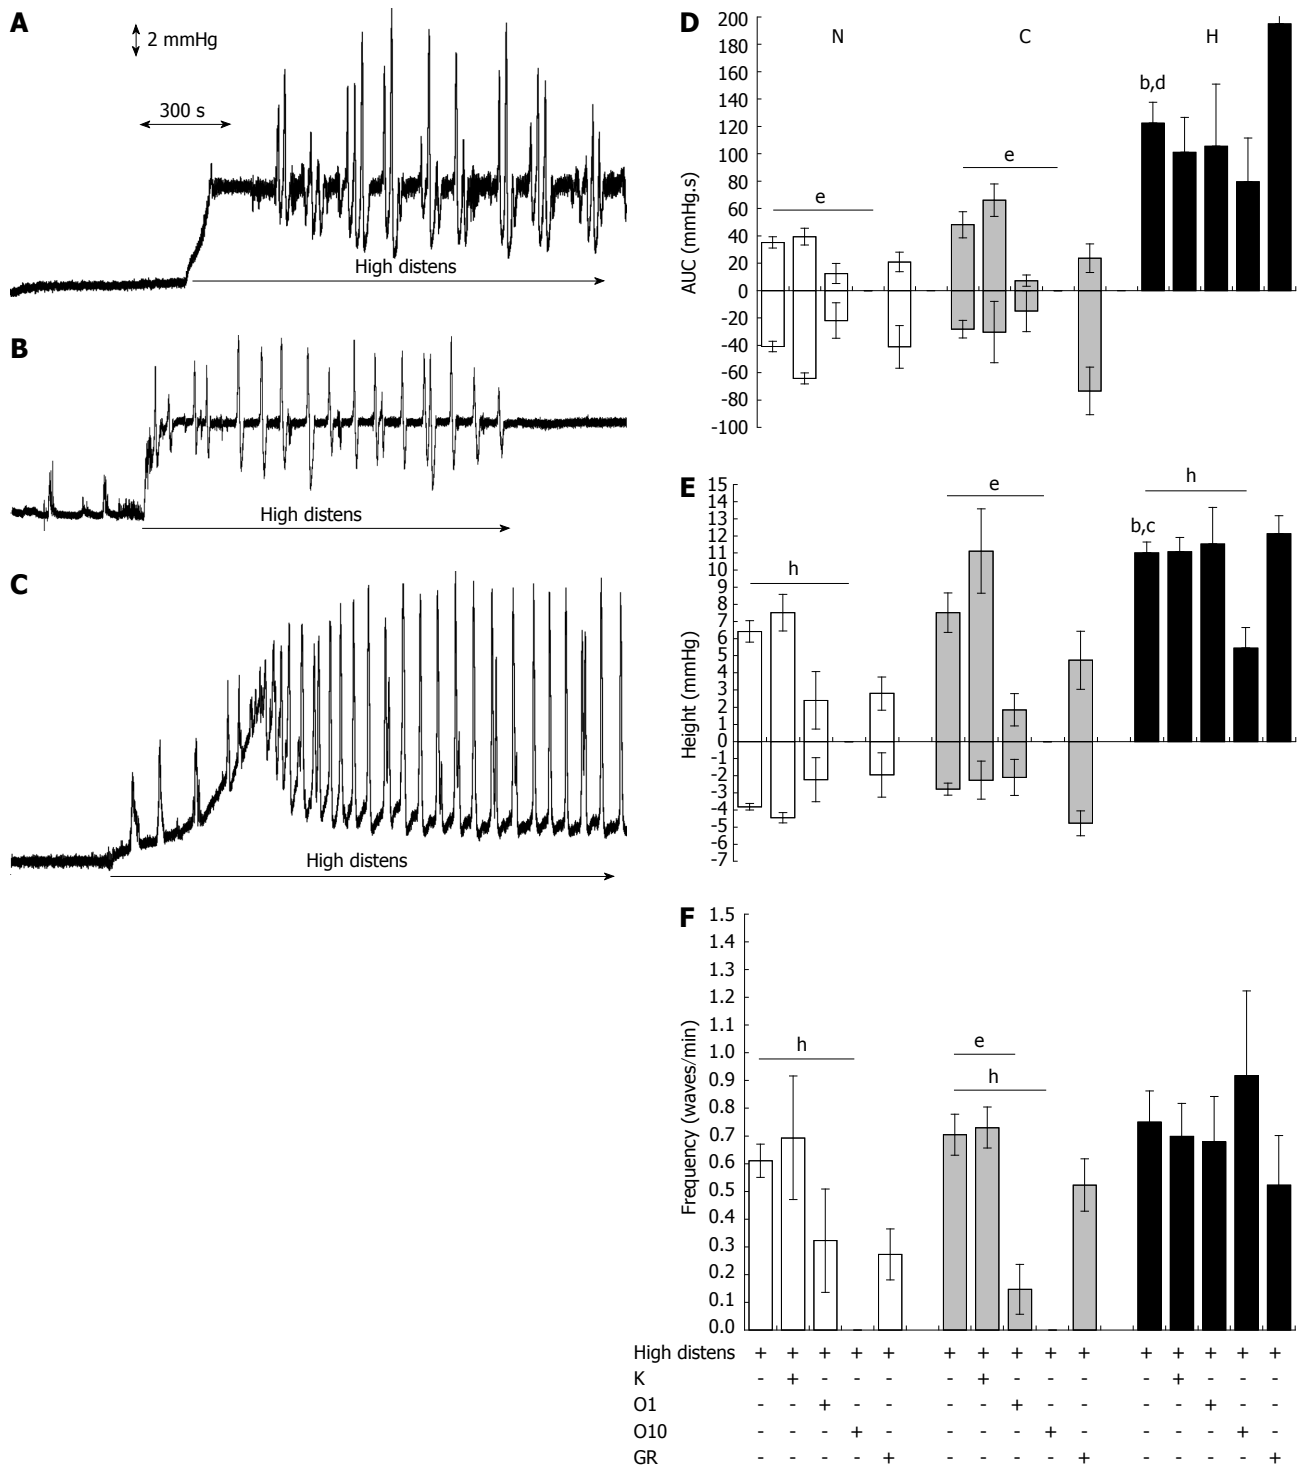 A
2 mmHg
300 s
High distens
B
High distens
C
High distens
D
N
C
H
AUC (mmHg.s)
200
180
160
140
120
100
80
60
40
20
0
-20
-40
-60
-80
-100
e
e
b,d
E
Height (mmHg)
15
14
13
12
11
10
9
8
7
6
5
4
3
2
1
0
-1
-2
-3
-4
-5
-6
-7
h
e
h
b,c
F
Frequency (waves/min)
1.5
1.4
1.3
1.2
1.1
1.0
0.9
0.8
0.7
0.6
0.5
0.4
0.3
0.2
0.1
0.0
h
e
h
High distens + + + + + + + + + + + + + + +
K - + - - - - + - - - - + - - -
O1 - - + - - - - + - - - - + - -
O10 - - - + - - - - + - - - - + -
GR - - - - + - - - - + - - - - +